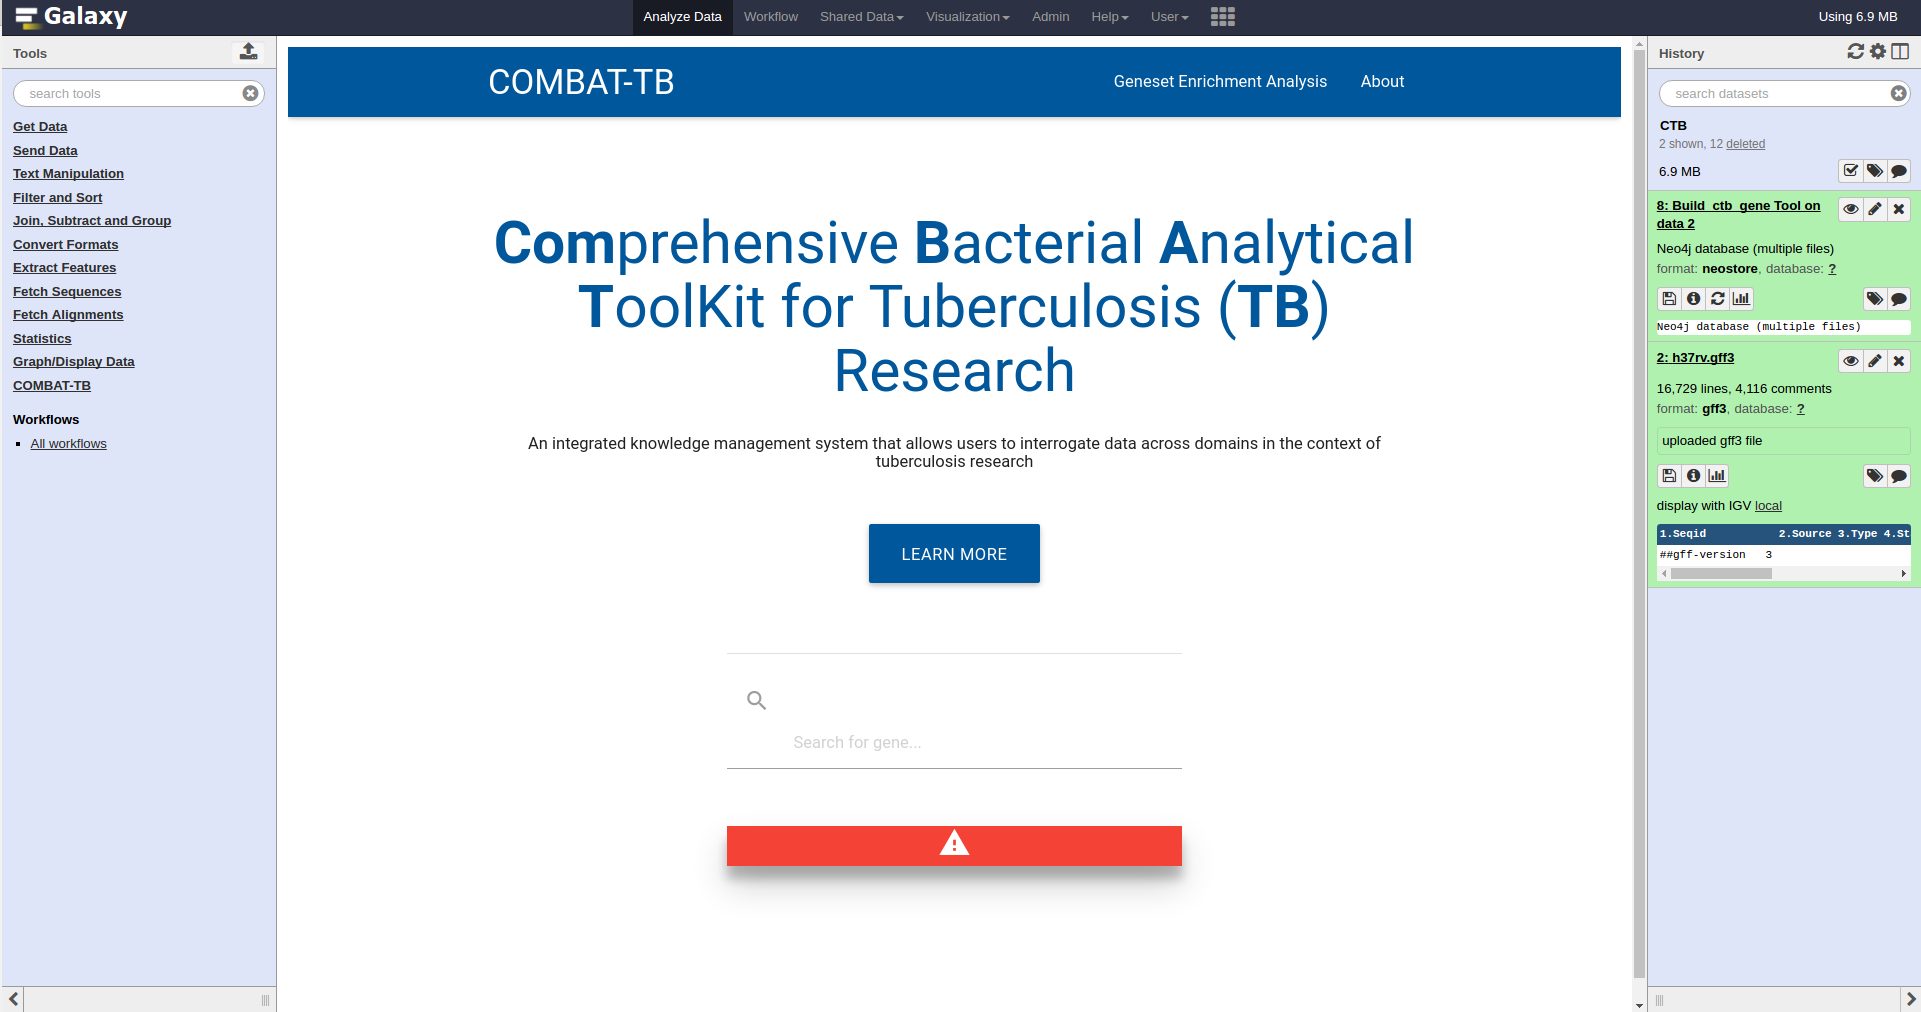 Galaxy
Analyze Data
Workflow
Shared Data
Visualization
Admin
Help
User
Using 6.9 MB
Tools
search tools
Get Data
Send Data
Text Manipulation
Filter and Sort
Join, Subtract and Group
Convert Formats
Extract Features
Fetch Sequences
Fetch Alignments
Statistics
Graph/Display Data
COMBAT-TB
Workflows
All workflows
COMBAT-TB
Geneset Enrichment Analysis
About
Comprehensive Bacterial Analytical
ToolKit for Tuberculosis (TB)
Research
An integrated knowledge management system that allows users to interrogate data across domains in the context of
tuberculosis research
LEARN MORE
Search for gene...
History
search datasets
CTB
2 shown, 12 deleted
6.9 MB
8: Build_ctb_gene Tool on
data 2
Neo4j database (multiple files)
format: neostore, database: ?
Neo4j database (multiple files)
2: h37rv.gff3
16,729 lines, 4,116 comments
format: gff3, database: ?
uploaded gff3 file
display with IGV local
1.Seqid 2.Source 3.Type 4.St
##gff-version 3